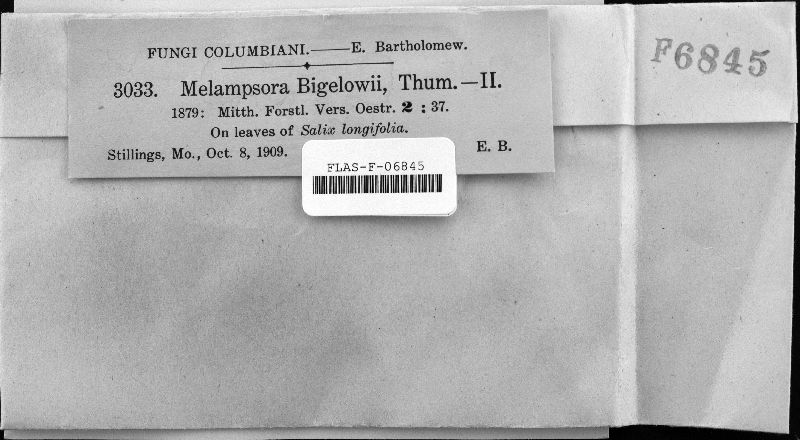 FUNGI COLUMBIANI.——E. Bartholomew.
3033. Melampsora Bigelowii, Thum.—II.
1879: Mitth. Forstl. Vers. Oestr. 2 : 37.
On leaves of Salix longifolia.
Stillings, Mo., Oct. 8, 1909. E. B.
FLAS-F-06845
F6845